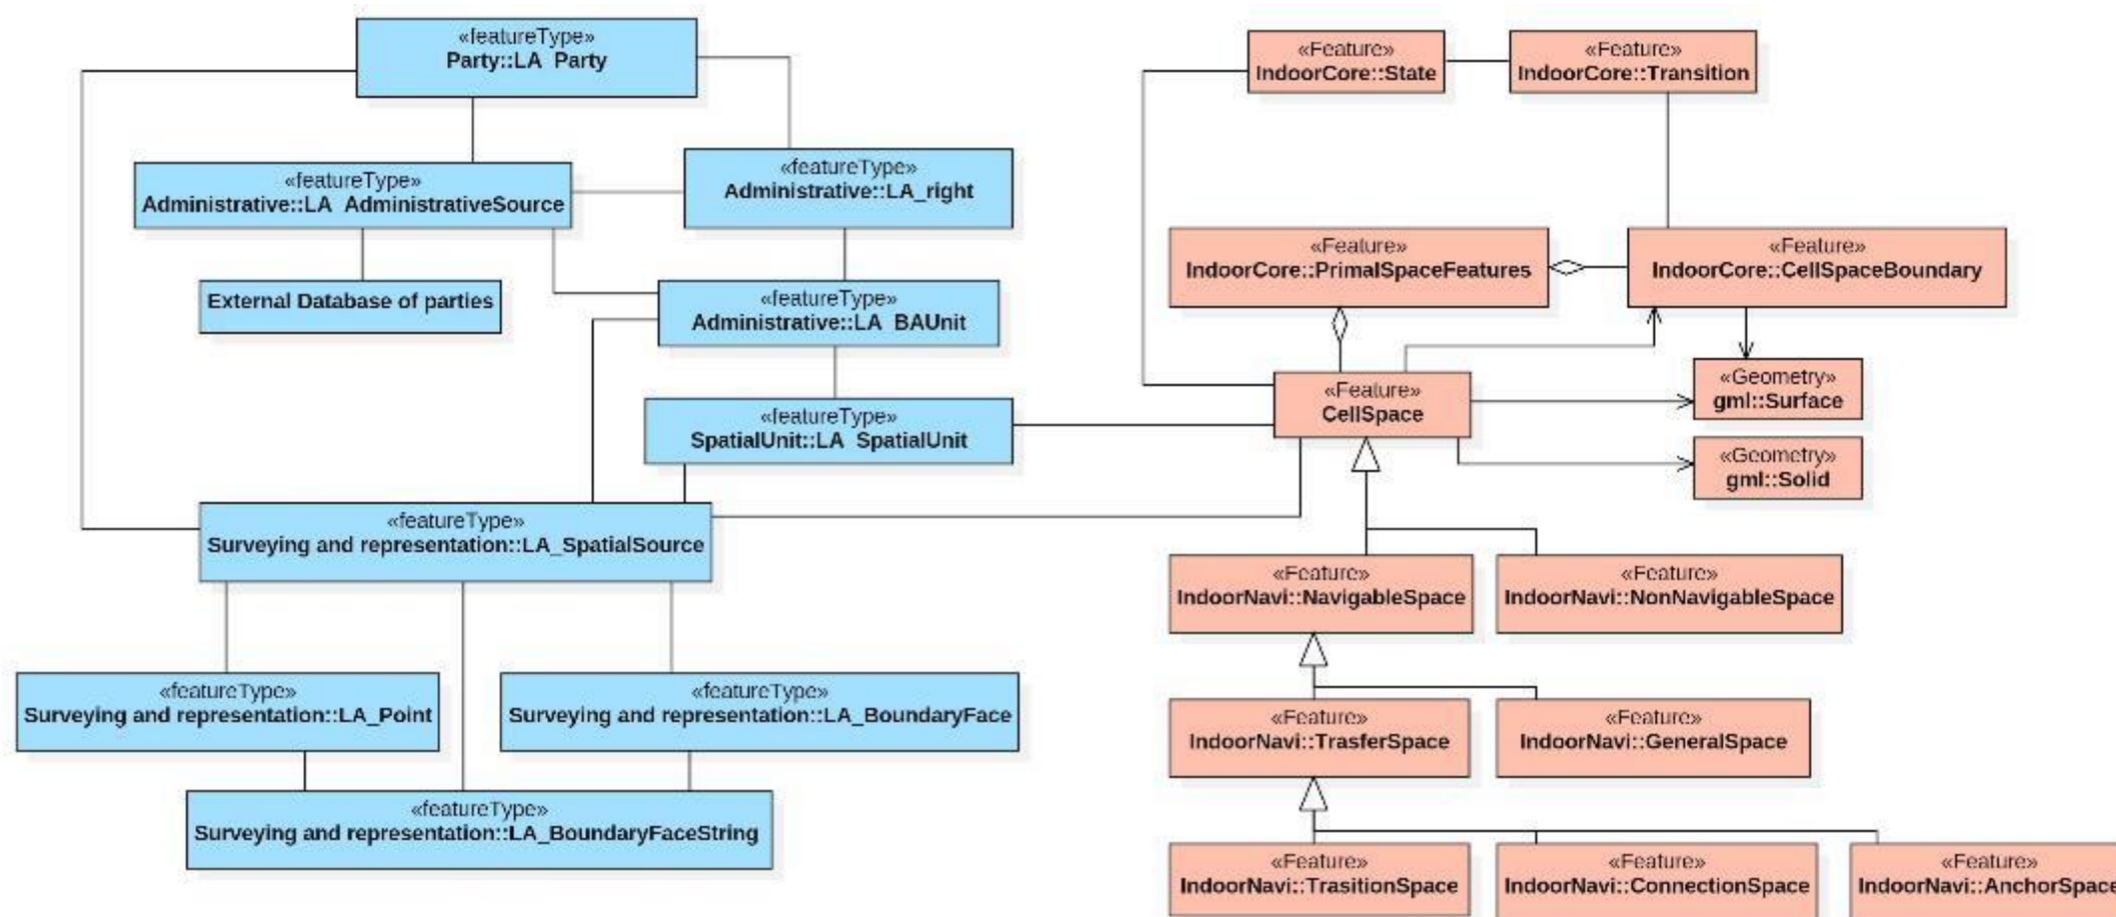 «featureType»
Party::LA Party
«featureType»
Administrative::LA AdministrativeSource
«featureType»
Administrative::LA_right
External Database of parties
«featureType»
Administrative::LA BAUnit
«featureType»
SpatialUnit::LA SpatialUnit
«featureType»
Surveying and representation::LA_SpatialSource
«featureType»
Surveying and representation::LA_Point
«featureType»
Surveying and representation::LA_BoundaryFace
«featureType»
Surveying and representation::LA_BoundaryFaceString
«Feature»
IndoorCore::State
«Feature»
IndoorCore::Transition
«Feature»
IndoorCore::PrimalSpaceFeatures
«Feature»
IndoorCore::CellSpaceBoundary
«Feature»
CellSpace
«Geometry»
gml::Surface
«Geometry»
gml::Solid
«Feature»
IndoorNavi::NavigableSpace
«Feature»
IndoorNavi::NonNavigableSpace
«Feature»
IndoorNavi::TrasferSpace
«Feature»
IndoorNavi::GeneralSpace
«Feature»
IndoorNavi::TrasitionSpace
«Feature»
IndoorNavi::ConnectionSpace
«Feature»
IndoorNavi::AnchorSpace